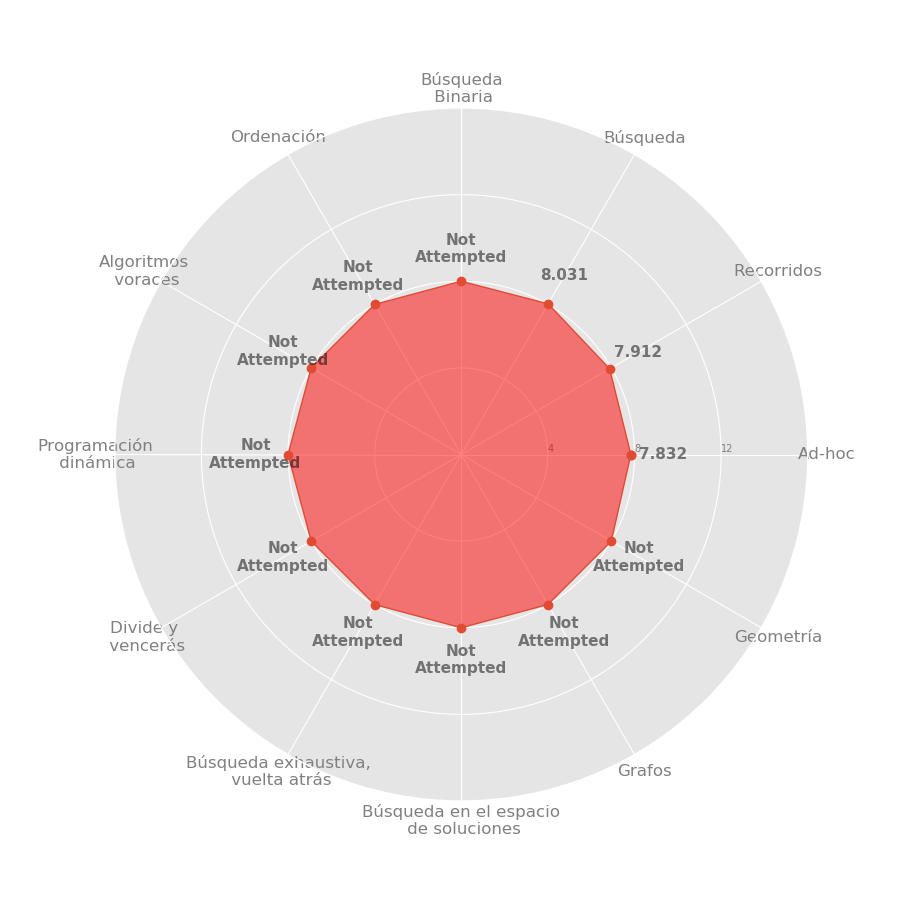 Búsqueda
Binaria
Ordenación
Búsqueda
Algoritmos
voraces
Recorridos
Not
Attempted
Not
Attempted
8.031
Not
Attempted
7.912
Programación
dinámica
Not
Attempted
4
8
12
7.832
Ad-hoc
Not
Attempted
Not
Attempted
Divide y
vencerás
Not
Attempted
Not
Attempted
Geometría
Not
Attempted
Búsqueda exhaustiva,
vuelta atrás
Grafos
Búsqueda en el espacio
de soluciones